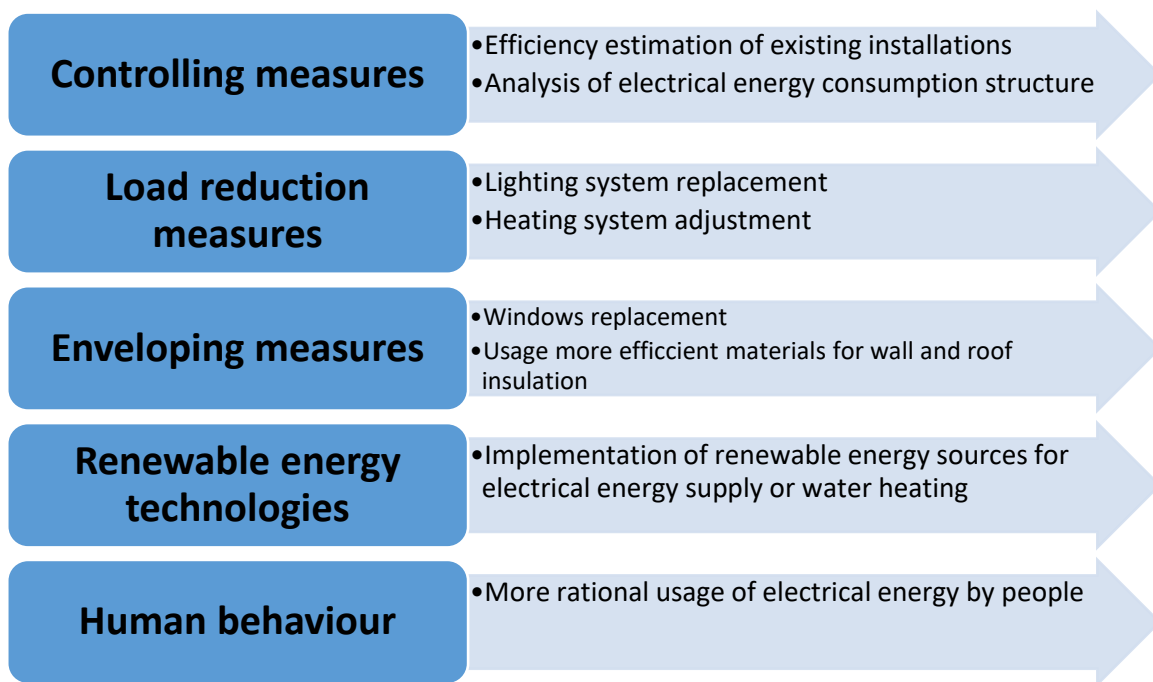 Controlling measures
•Efficiency estimation of existing installations
•Analysis of electrical energy consumption structure
Load reduction
measures
•Lighting system replacement
•Heating system adjustment
Enveloping measures
•Windows replacement
•Usage more efficcient materials for wall and roof
insulation
Renewable energy
technologies
•Implementation of renewable energy sources for
electrical energy supply or water heating
Human behaviour
•More rational usage of electrical energy by people